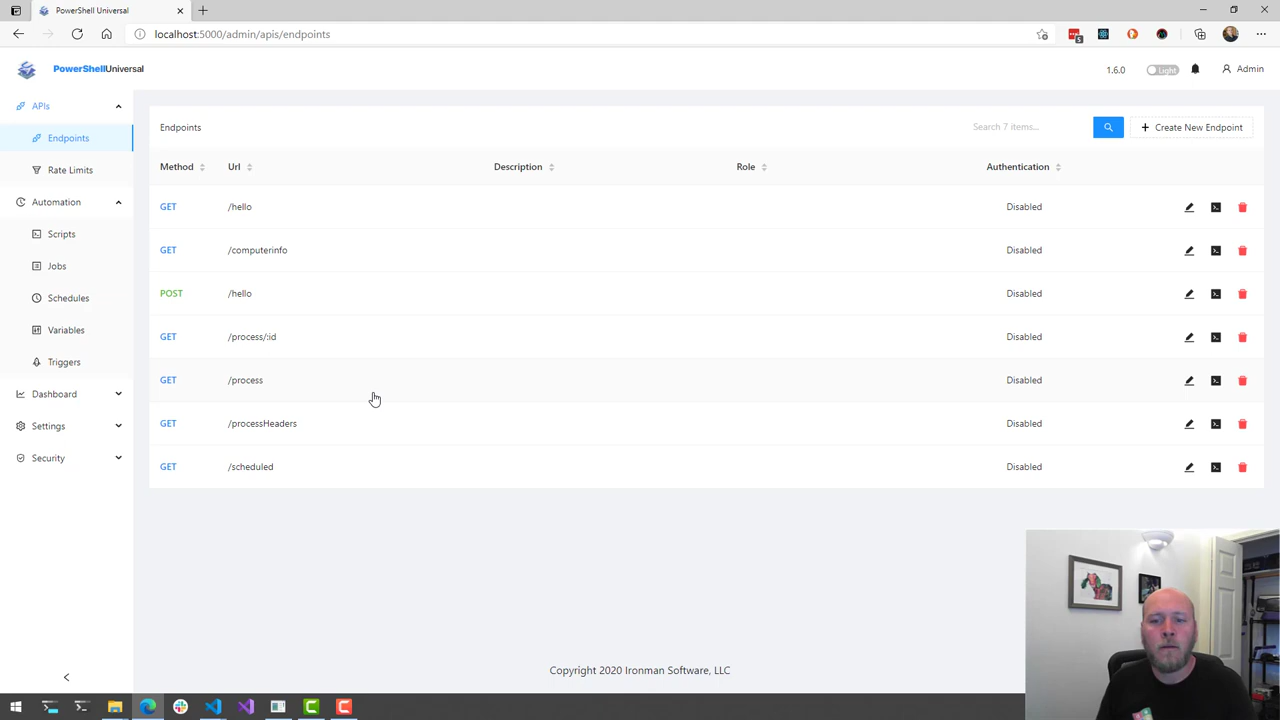 PowerShell Universal
localhost:5000/admin/apis/endpoints
5
PowerShellUniversal
1.6.0
Light
Admin
APIs
Endpoints
Rate Limits
Automation
Scripts
Jobs
Schedules
Variables
Triggers
Dashboard
Settings
Security
Endpoints
Search 7 items...
Create New Endpoint
Method Url Description Role Authentication
GET /hello Disabled
GET /computerinfo Disabled
POST /hello Disabled
GET /process/:id Disabled
GET /process Disabled
GET /processHeaders Disabled
GET /scheduled Disabled
Copyright 2020 Ironman Software, LLC